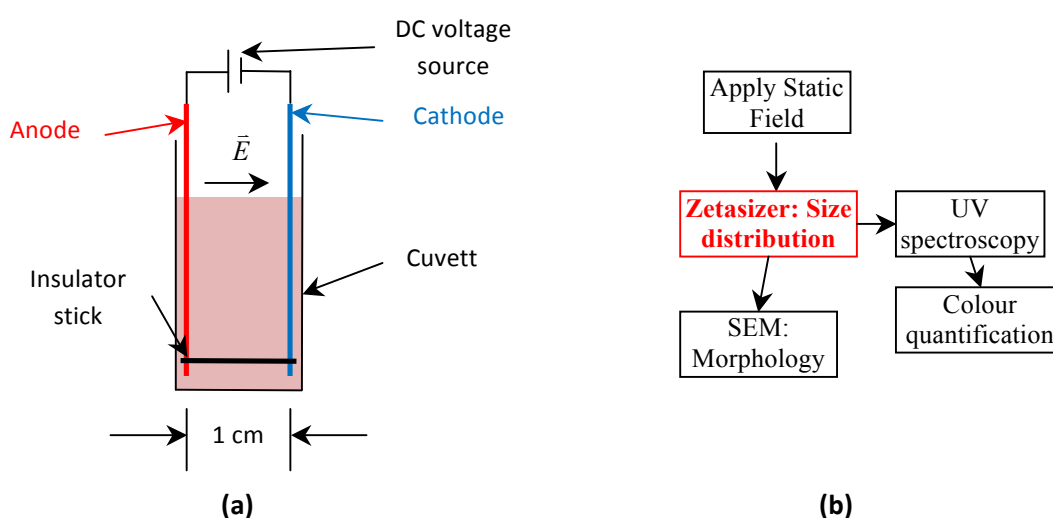 DC voltage
source
Anode
Cathode
E
Insulator
stick
Cuvett
1 cm
(a)
Apply Static
Field
Zetasizer: Size
distribution
UV
spectroscopy
SEM:
Morphology
Colour
quantification
(b)